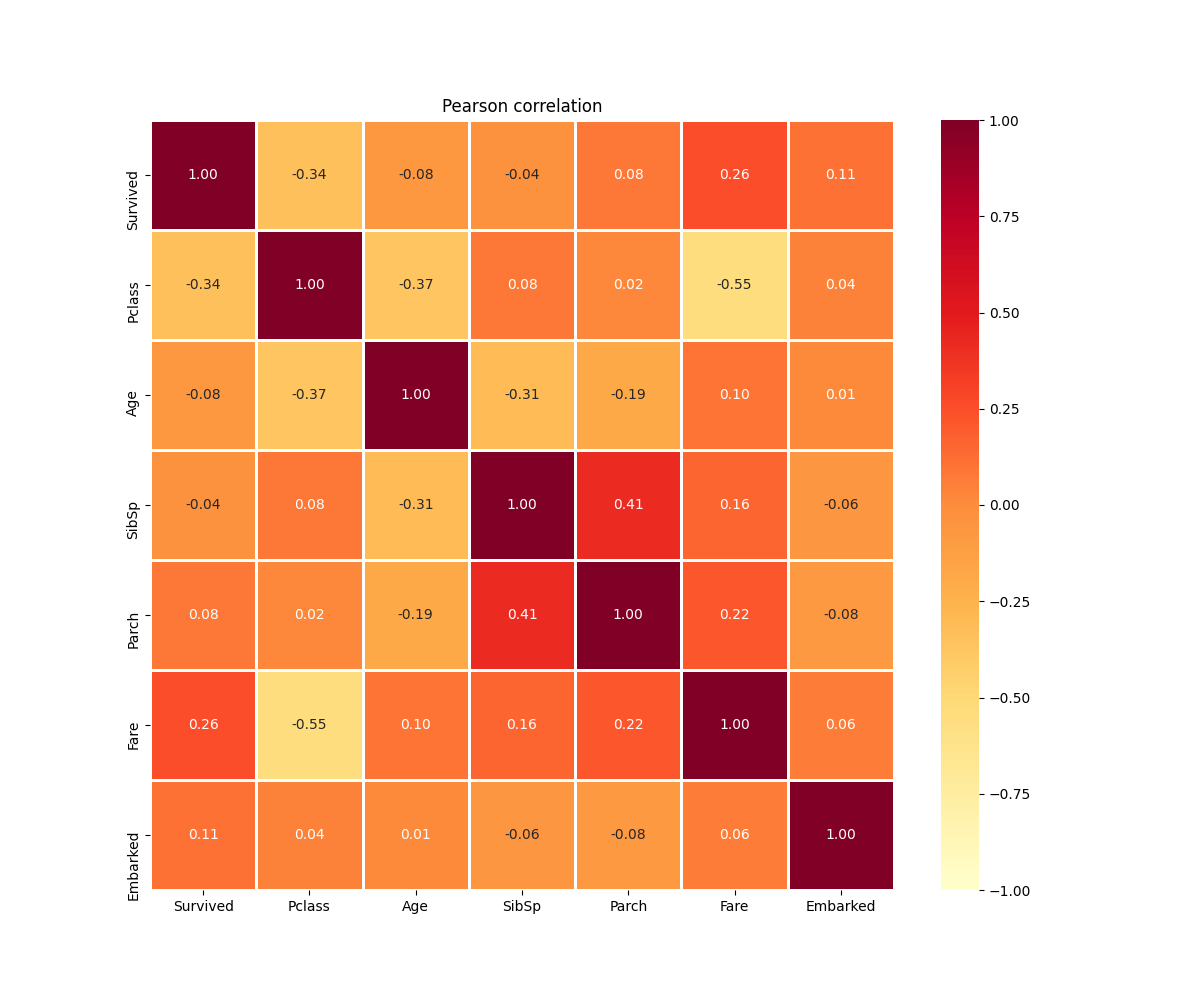 Pearson correlation
Survived 1.00 -0.34 -0.08 -0.04 0.08 0.26 0.11
Pclass -0.34 1.00 -0.37 0.08 0.02 -0.55 0.04
Age -0.08 -0.37 1.00 -0.31 -0.19 0.10 0.01
SibSp -0.04 0.08 -0.31 1.00 0.41 0.16 -0.06
Parch 0.08 0.02 -0.19 0.41 1.00 0.22 -0.08
Fare 0.26 -0.55 0.10 0.16 0.22 1.00 0.06
Embarked 0.11 0.04 0.01 -0.06 -0.08 0.06 1.00
Survived Pclass Age SibSp Parch Fare Embarked
1.00
0.75
0.50
0.25
0.00
−0.25
−0.50
−0.75
−1.00